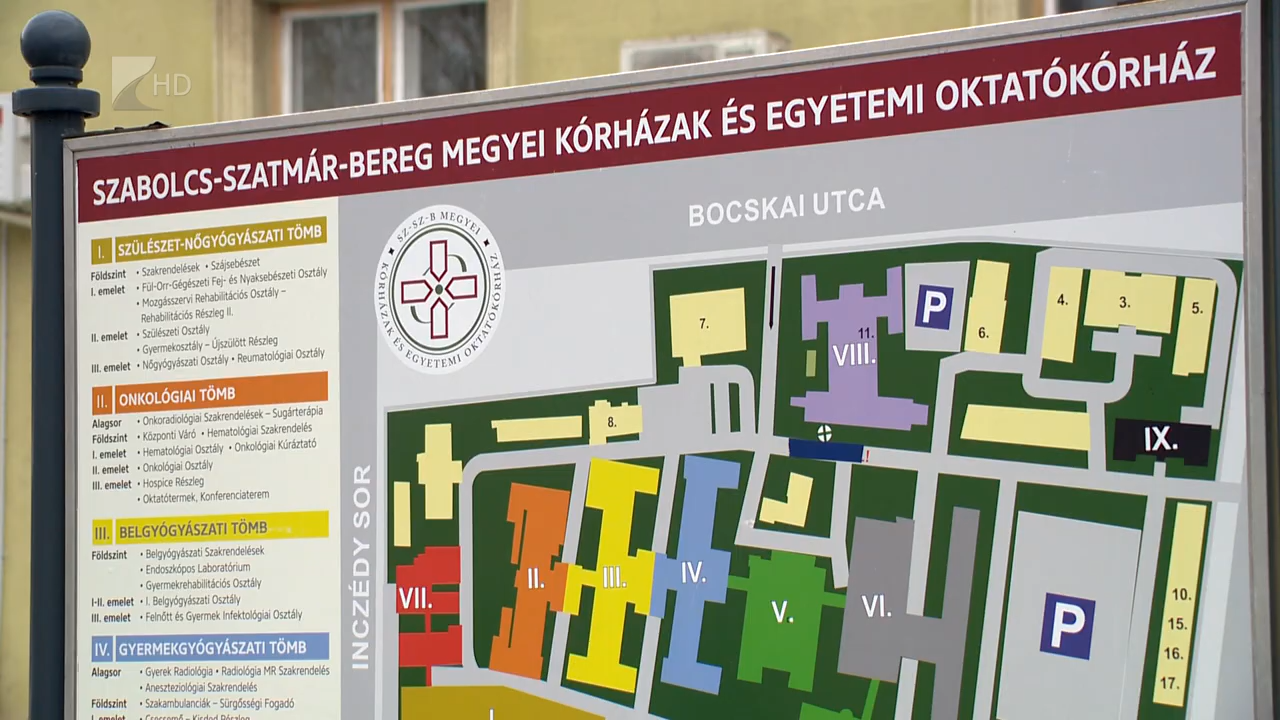 HD
SZABOLCS-SZATMÁR-BEREG MEGYEI KÓRHÁZAK ÉS EGYETEMI OKTATÓKÓRHÁZ
I. SZÜLÉSZET-NŐGYÓGYÁSZATI TÖMB
Földszint • Szakrendelések • Szájsebészet
I. emelet • Fül-Orr-Gégészeti Fej- és Nyaksebészeti Osztály
• Mozgásszervi Rehabilitációs Osztály –
Rehabilitációs Részleg II.
II. emelet • Szülészeti Osztály
• Gyermekosztály – Újszülött Részleg
III. emelet • Nőgyógyászati Osztály • Reumatológiai Osztály
II. ONKOLÓGIAI TÖMB
Alagsor • Onkoradiológiai Szakrendelések – Sugárterápia
Földszint • Központi Váró • Hematológiai Szakrendelés
I. emelet • Hematológiai Osztály • Onkológiai Kúráztató
II. emelet • Onkológiai Osztály
III. emelet • Hospice Részleg
• Oktatótermek, Konferenciaterem
III. BELGYÓGYÁSZATI TÖMB
Földszint • Belgyógyászati Szakrendelések
• Endoszkópos Laboratórium
• Gyermekrehabilitációs Osztály
I-II. emelet • I. Belgyógyászati Osztály
III. emelet • Felnőtt és Gyermek Infektológiai Osztály
IV. GYERMEKGYÓGYÁSZATI TÖMB
Alagsor • Gyerek Radiológia • Radiológia MR Szakrendelés
• Aneszteziológiai Szakrendelés
Földszint • Szakambulanciák – Sürgősségi Fogadó
I. emelet • Csecsemő – Kisded Részleg
SZ-SZ-B MEGYEI
KÓRHÁZAK ÉS EGYETEMI OKTATÓKÓRHÁZ
BOCSKAI UTCA
INCZÉDY SOR
7.
11.
VIII.
P
6.
4.
3.
5.
8.
IX.
!!
VII.
II.
III.
IV.
V.
VI.
P
10.
15.
16.
17.
I.